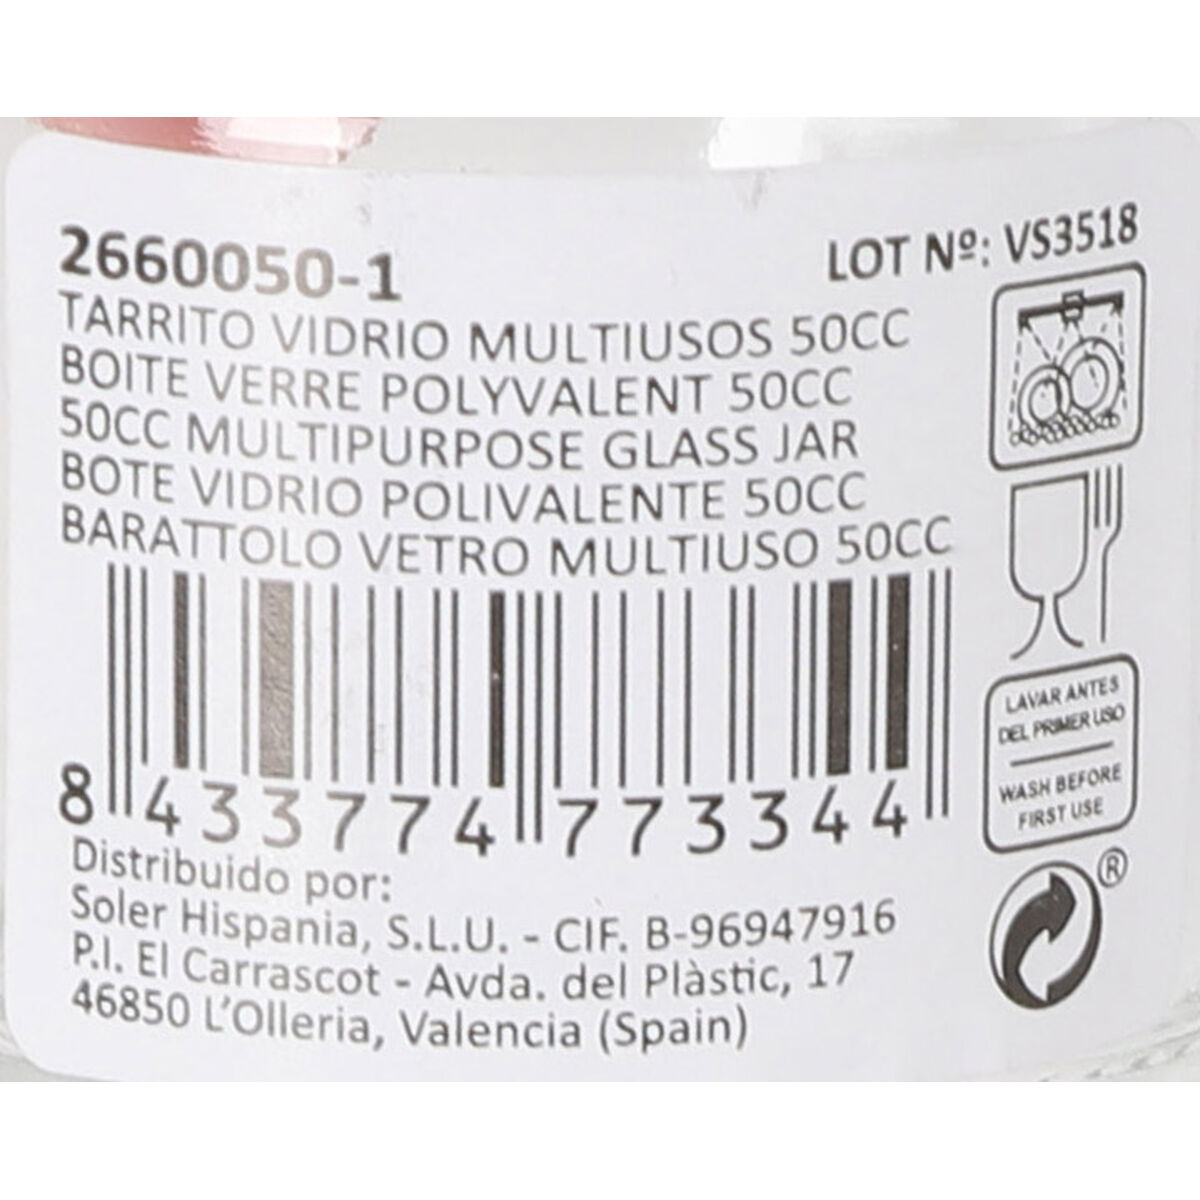 2660050-1
LOT Nº: VS3518
TARRITO VIDRIO MULTIUSOS 50CC
BOITE VERRE POLYVALENT 50CC
50CC MULTIPURPOSE GLASS JAR
BOTE VIDRIO POLIVALENTE 50CC
BARATTOLO VETRO MULTIUSO 50CC
8 433774 773344
LAVAR ANTES
DEL PRIMER USO
WASH BEFORE
FIRST USE
Distribuido por:
Soler Hispania, S.L.U. - CIF. B-96947916
P.I. El Carrascot - Avda. del Plàstic, 17
46850 L'Olleria, Valencia (Spain)
®